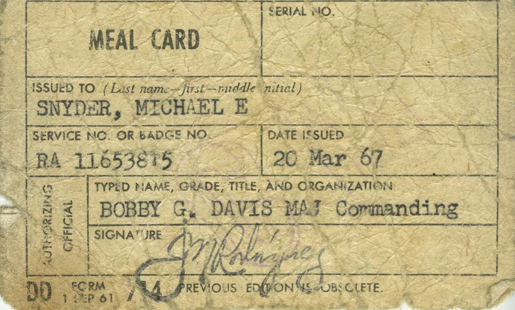 SERIAL NO.
MEAL CARD
ISSUED TO (Last name—first—middle initial)
SNYDER, MICHAEL E
SERVICE NO. OR BADGE NO.
DATE ISSUED
RA 11653815
20 Mar 67
AUTHORIZING OFFICIAL
TYPED NAME, GRADE, TITLE, AND ORGANIZATION
BOBBY G. DAVIS MAJ Commanding
SIGNATURE
DD FORM 1 SEP 61 714 PREVIOUS EDITION IS OBSOLETE.